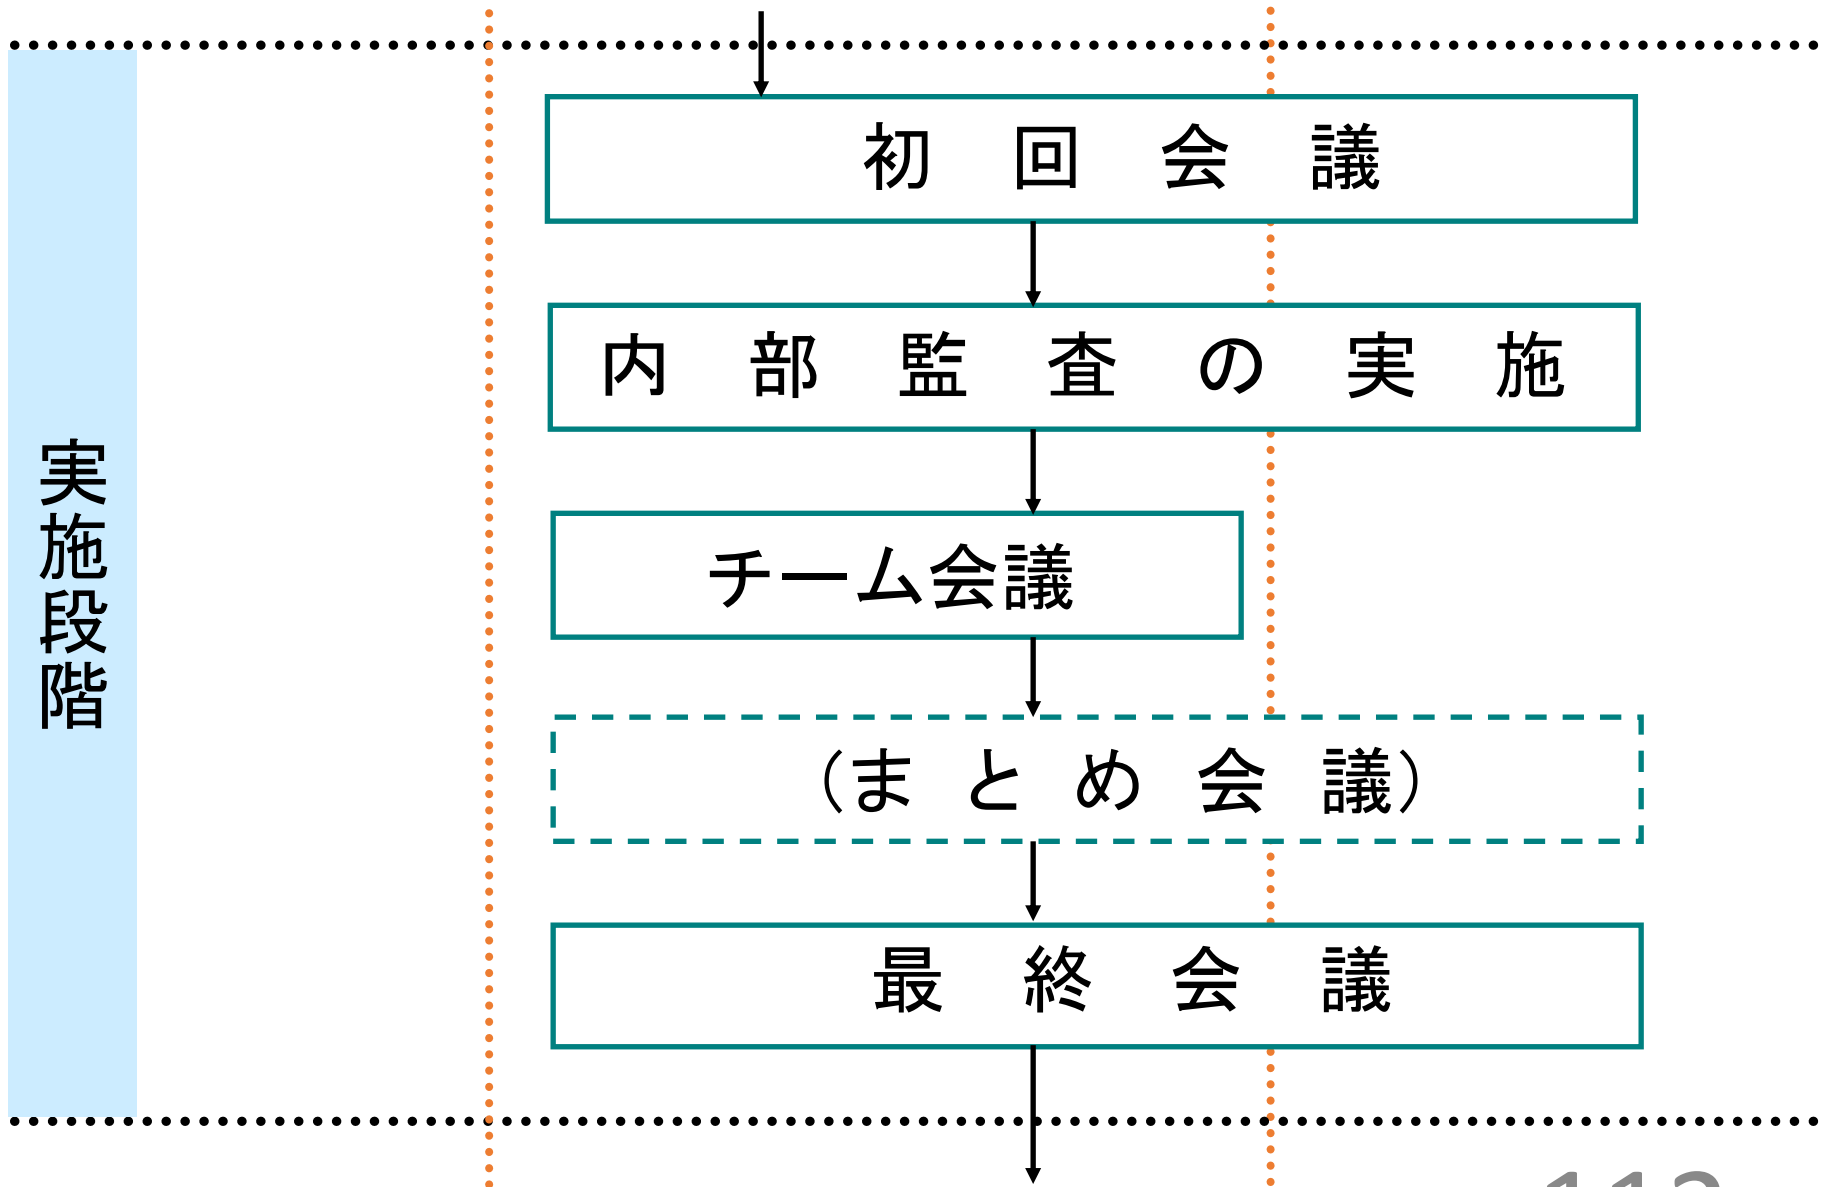 実施段階
初回会議
内部監査の実施
チーム会議
(まとめ会議)
最終会議